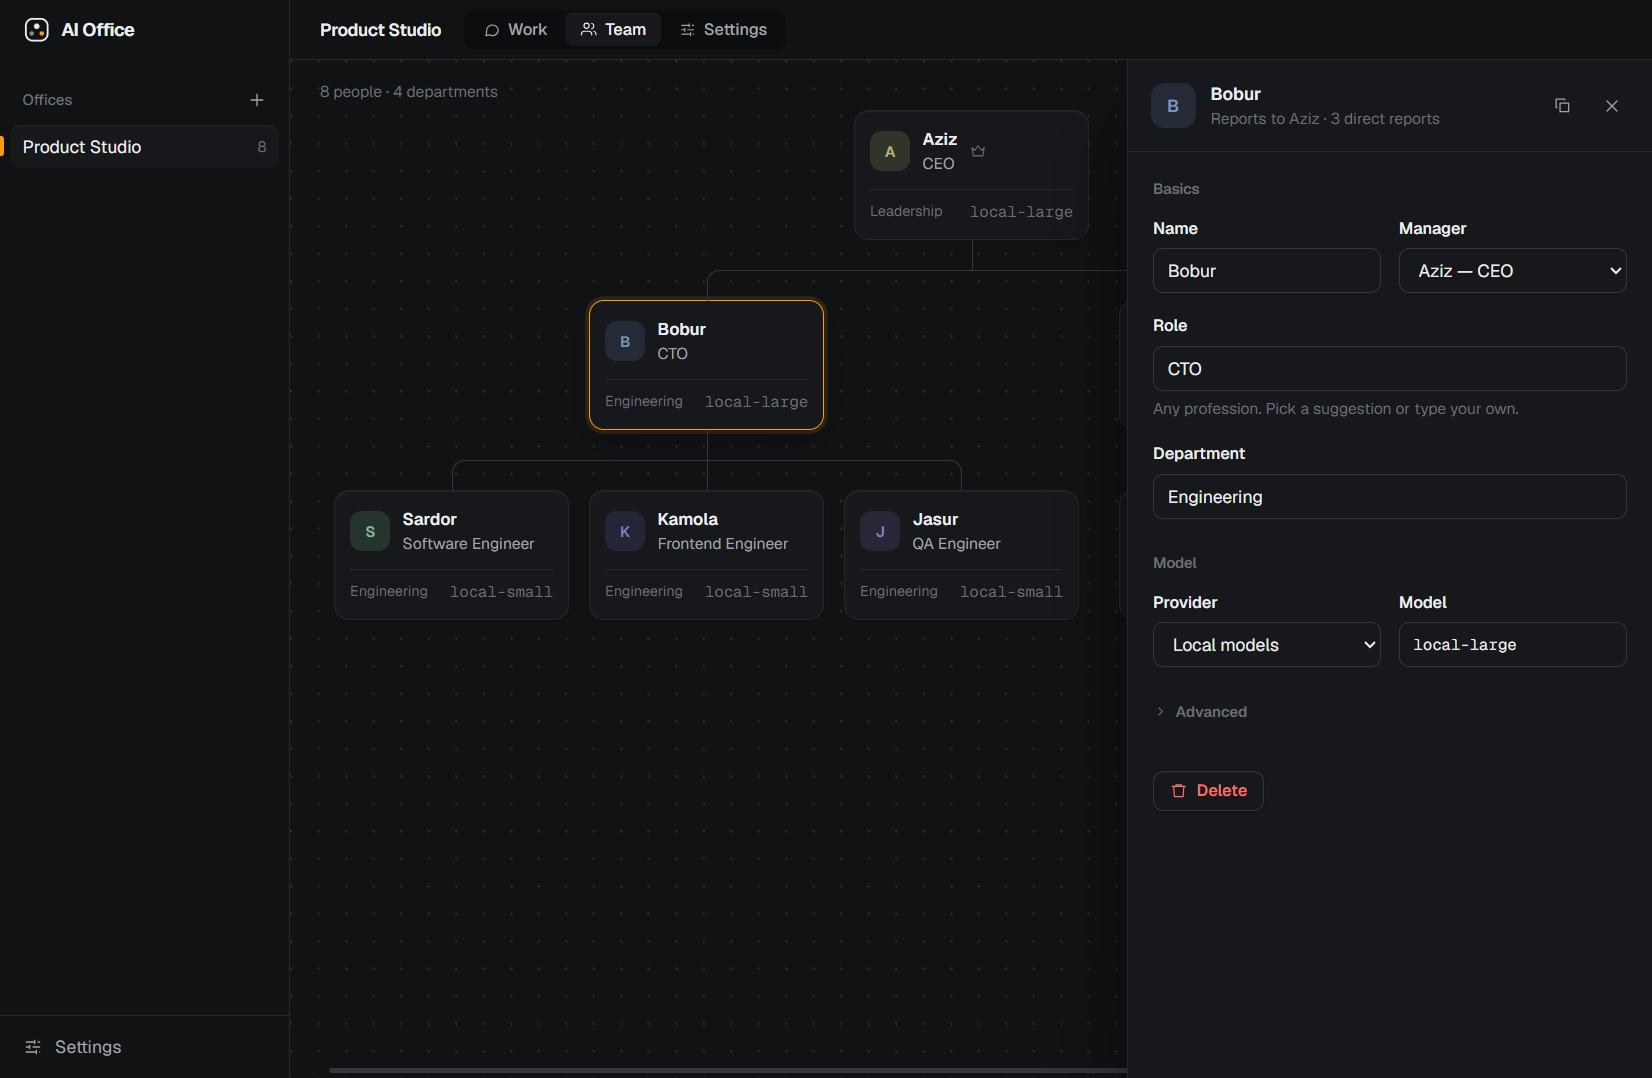 AI Office
Offices
Product Studio 8
Settings
Product Studio Work Team Settings
8 people · 4 departments
A
Aziz
CEO
Leadership local-large
B
Bobur
CTO
Engineering local-large
S
Sardor
Software Engineer
Engineering local-small
K
Kamola
Frontend Engineer
Engineering local-small
J
Jasur
QA Engineer
Engineering local-small
B
Bobur
Reports to Aziz · 3 direct reports
Basics
Name Manager
Bobur Aziz — CEO
Role
CTO
Any profession. Pick a suggestion or type your own.
Department
Engineering
Model
Provider Model
Local models local-large
Advanced
Delete